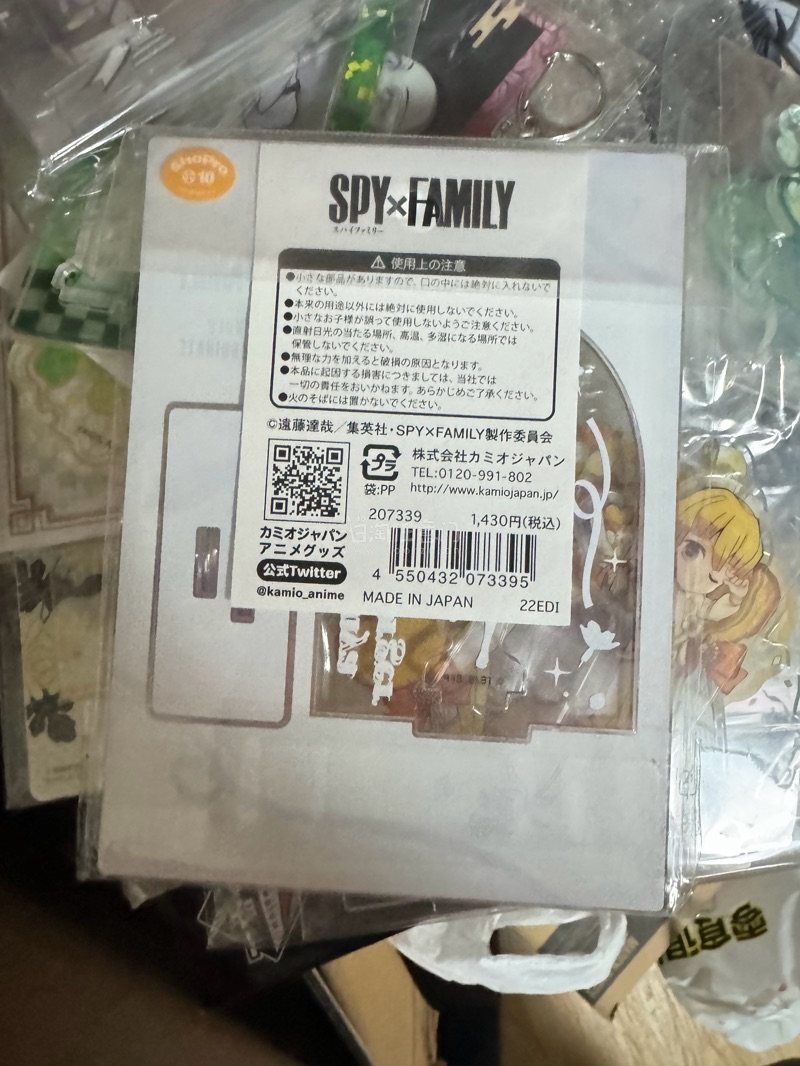 ShoPro
10
SPY×FAMILY
スパイファミリー
⚠ 使用上の注意
●小さな部品がありますので、口の中には絶対に入れないで
ください。
●本来の用途以外には絶対に使用しないでください。
●小さなお子様が誤って使用しないようご注意ください。
●直射日光の当たる場所、高温、多湿になる場所では
保管しないでください。
●無理な力を加えると破損の原因となります。
●本品に起因する損害につきましては、当社では
一切の責任をおいかねます。あらかじめご了承ください。
●火のそばには置かないでください。
©遠藤達哉/集英社・SPY×FAMILY製作委員会
プラ
袋:PP
株式会社カミオジャパン
TEL:0120-991-802
http://www.kamiojapan.jp/
207339
1,430円(税込)
カミオジャパン
アニメグッズ
公式Twitter
@kamio_anime
4 550432 073395
MADE IN JAPAN
22EDI